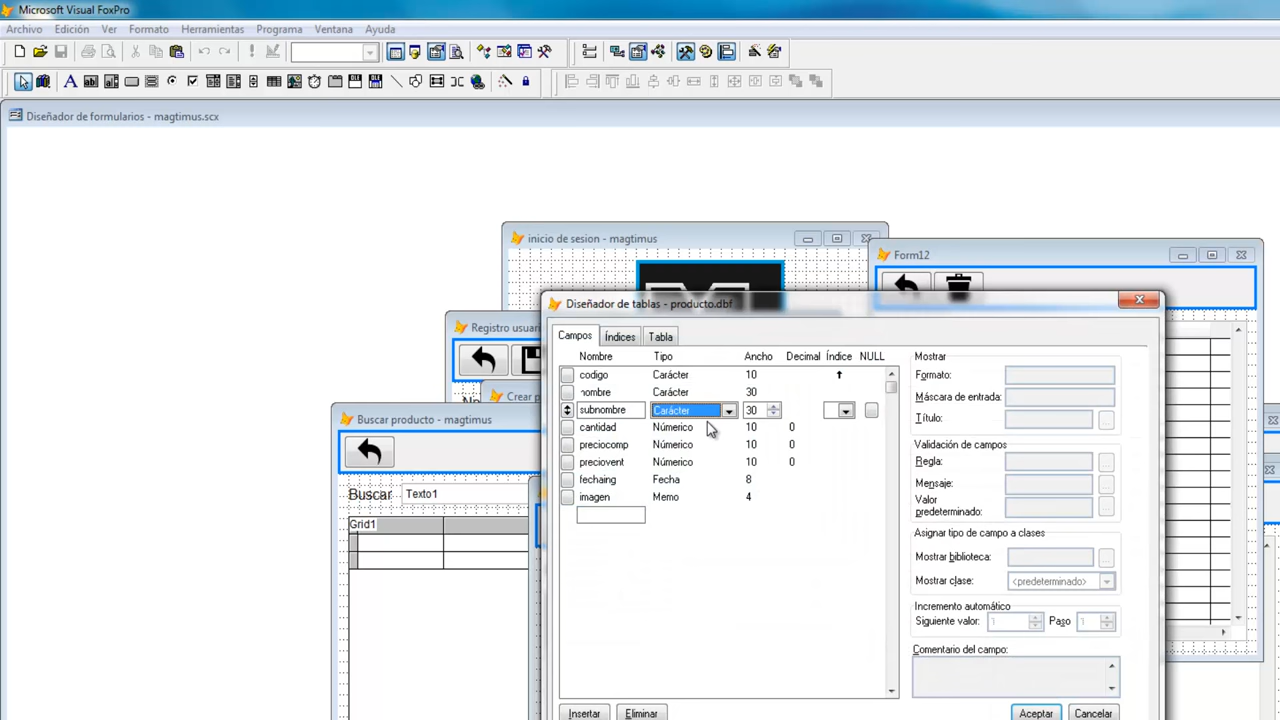 Microsoft Visual FoxPro
Archivo Edición Ver Formato Herramientas Programa Ventana Ayuda
Diseñador de formularios - magtimus.scx
inicio de sesion - magtimus
Form12
Diseñador de tablas - producto.dbf
Registro usuari
Campos Índices Tabla
Nombre Tipo Ancho Decimal Índice NULL
Mostrar
codigo Carácter 10
Formato:
nombre Carácter 30
Máscara de entrada:
Crear p
subnombre Carácter 30
Título:
Buscar producto - magtimus
cantidad Númerico 10 0
preciocomp Númerico 10 0
Validación de campos
preciovent Númerico 10 0
Regla:
fechaing Fecha 8
Mensaje:
imagen Memo 4
Valor
predeterminado:
Buscar Texto1
Grid1
Asignar tipo de campo a clases
Mostrar biblioteca:
Mostrar clase: <predeterminado>
Incremento automático
Siguiente valor: 1 Paso 1
Comentario del campo:
Insertar Eliminar Aceptar Cancelar